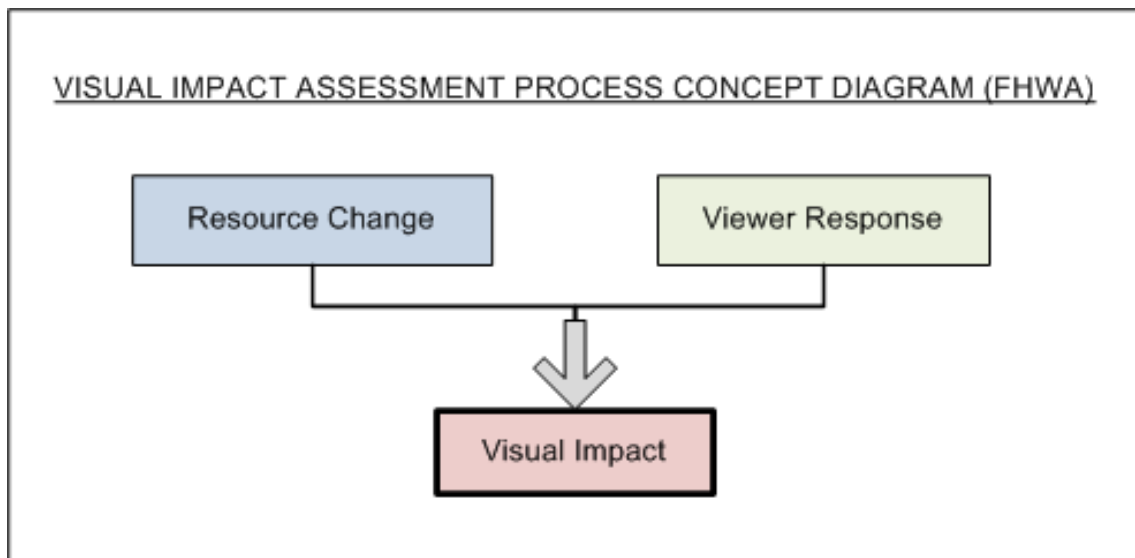 VISUAL IMPACT ASSESSMENT PROCESS CONCEPT DIAGRAM (FHWA)
Resource Change
Viewer Response
Visual Impact